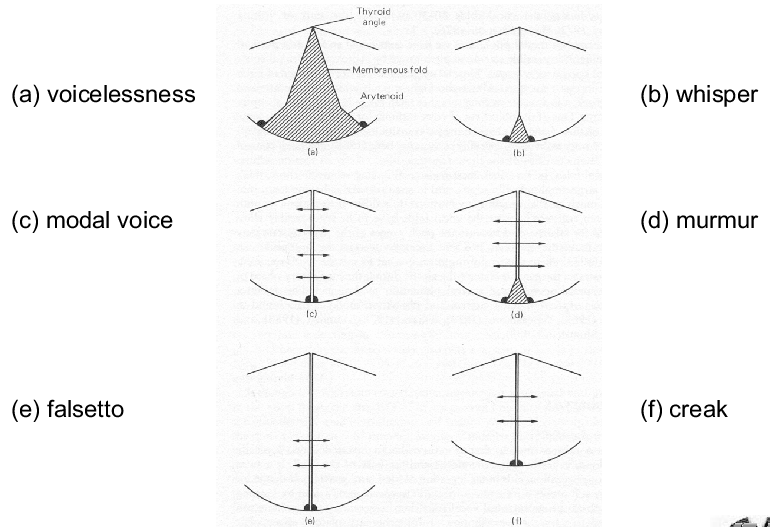 Thyroid
angle
Membranous fold
Arytenoid
(a) voicelessness
(b) whisper
(a)
(b)
(c) modal voice
(d) murmur
(c)
(d)
(e) falsetto
(f) creak
(e)
(f)